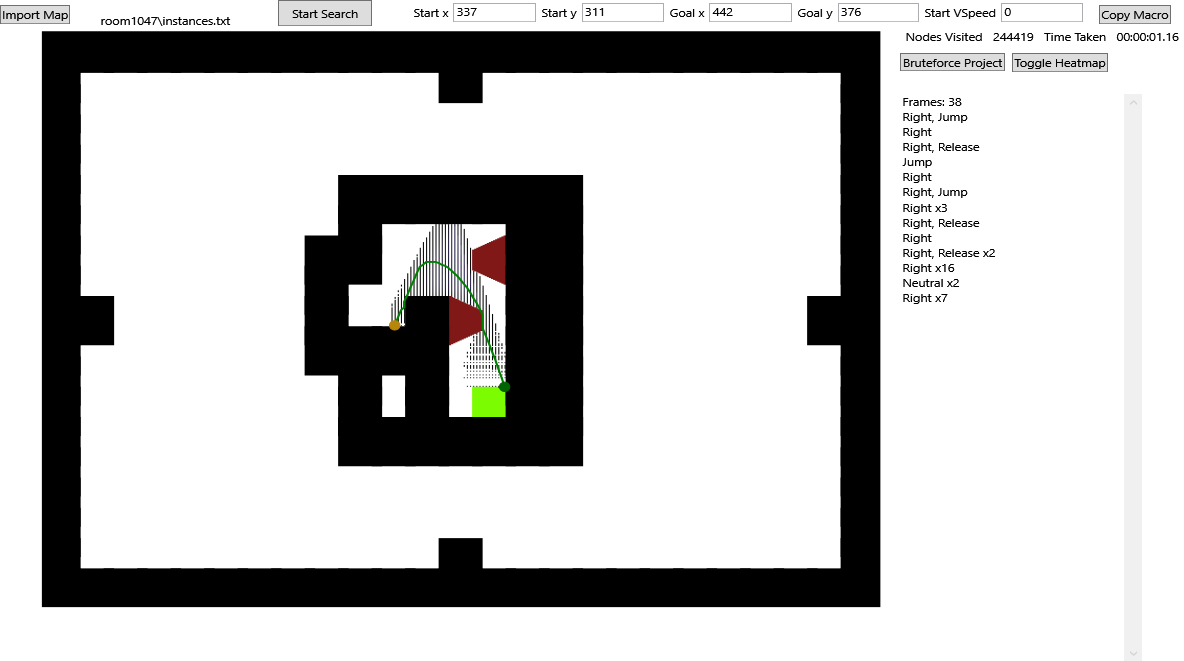 Import Map
room1047\instances.txt
Start Search
Start x 337 Start y 311 Goal x 442 Goal y 376 Start VSpeed 0
Copy Macro
Nodes Visited 244419 Time Taken 00:00:01.16
Bruteforce Project Toggle Heatmap
Frames: 38
Right, Jump
Right
Right, Release
Jump
Right
Right, Jump
Right x3
Right, Release
Right
Right, Release x2
Right x16
Neutral x2
Right x7